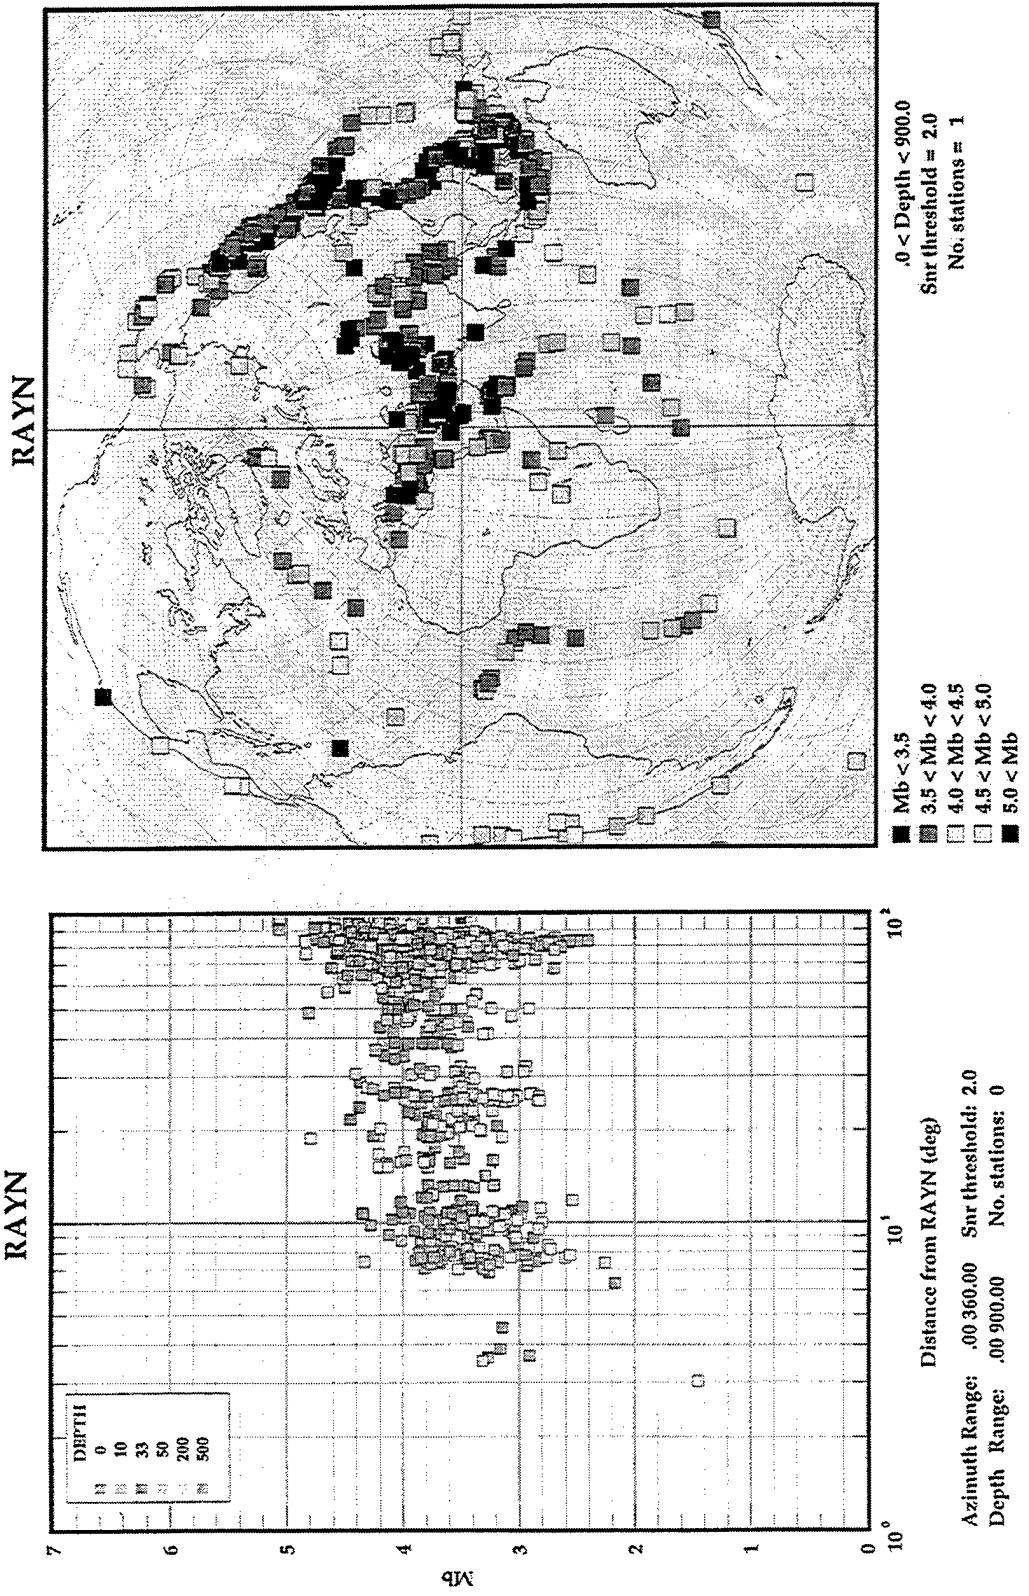 RAYN
DEPTH
0
10
33
50
200
500
7
6
5
4
3
2
1
0
Mb
10⁰
10¹
10²
Distance from RAYN (deg)
Azimuth Range: .00 360.00 Snr threshold: 2.0
Depth Range: .00 900.00 No. stations: 0
RAYN
Mb < 3.5
3.5 < Mb < 4.0
4.0 < Mb < 4.5
4.5 < Mb < 5.0
5.0 < Mb
.0 < Depth < 900.0
Snr threshold = 2.0
No. stations = 1